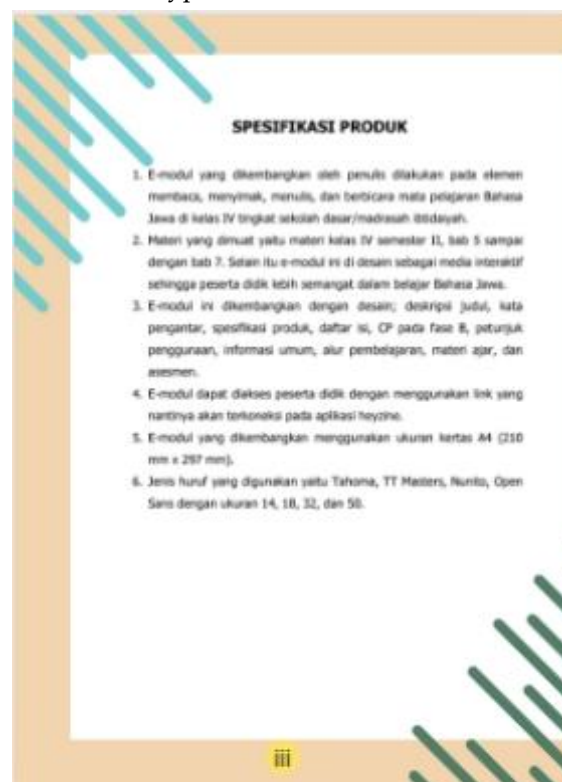 SPESIFIKASI PRODUK
1. E-modul yang dikembangkan oleh penulis dilakukan pada elemen
membaca, menyimak, menulis, dan berbicara mata pelajaran Bahasa
Jawa di kelas IV tingkat sekolah dasar/madrasah ibtidaiyah.
2. Materi yang dimuat yaitu materi kelas IV semester II, bab 5 sampai
dengan bab 7. Selain itu e-modul ini di desain sebagai media interaktif
sehingga peserta didik lebih semangat dalam belajar Bahasa Jawa.
3. E-modul ini dikembangkan dengan desain; deskripsi judul, kata
pengantar, spesifikasi produk, daftar isi, CP pada fase B, petunjuk
penggunaan, informasi umum, alur pembelajaran, materi ajar, dan
asesmen.
4. E-modul dapat diakses peserta didik dengan menggunakan link yang
nantinya akan terkoneksi pada aplikasi heyzine.
5. E-modul yang dikembangkan menggunakan ukuran kertas A4 (210
mm x 297 mm).
6. Jenis huruf yang digunakan yaitu Tahoma, TT Masters, Nunito, Open
Sans dengan ukuran 14, 18, 32, dan 50.
iii